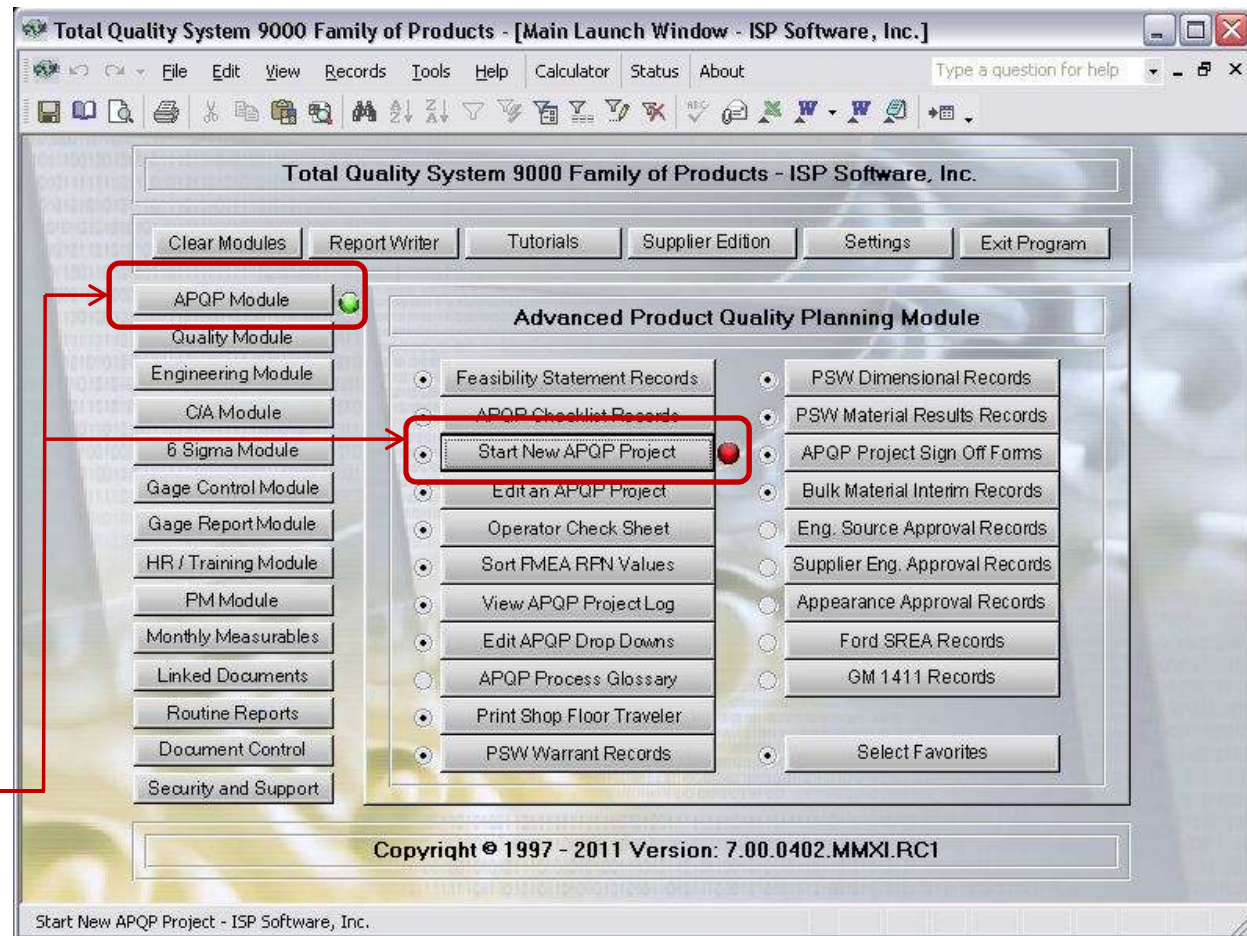 Total Quality System 9000 Family of Products - [Main Launch Window - ISP Software, Inc.]
File Edit View Records Tools Help Calculator Status About Type a question for help
Total Quality System 9000 Family of Products - ISP Software, Inc.
Clear Modules Report Writer Tutorials Supplier Edition Settings Exit Program
APQP Module
Quality Module
Engineering Module
C/A Module
6 Sigma Module
Gage Control Module
Gage Report Module
HR / Training Module
PM Module
Monthly Measurables
Linked Documents
Routine Reports
Document Control
Security and Support
Advanced Product Quality Planning Module
Feasibility Statement Records
APQP Checklist Records
Start New APQP Project
Edit an APQP Project
Operator Check Sheet
Sort FMEA RPN Values
View APQP Project Log
Edit APQP Drop Downs
APQP Process Glossary
Print Shop Floor Traveler
PSW Warrant Records
PSW Dimensional Records
PSW Material Results Records
APQP Project Sign Off Forms
Bulk Material Interim Records
Eng. Source Approval Records
Supplier Eng. Approval Records
Appearance Approval Records
Ford SREA Records
GM 1411 Records
Select Favorites
Copyright © 1997 - 2011 Version: 7.00.0402.MMXI.RC1
Start New APQP Project - ISP Software, Inc.